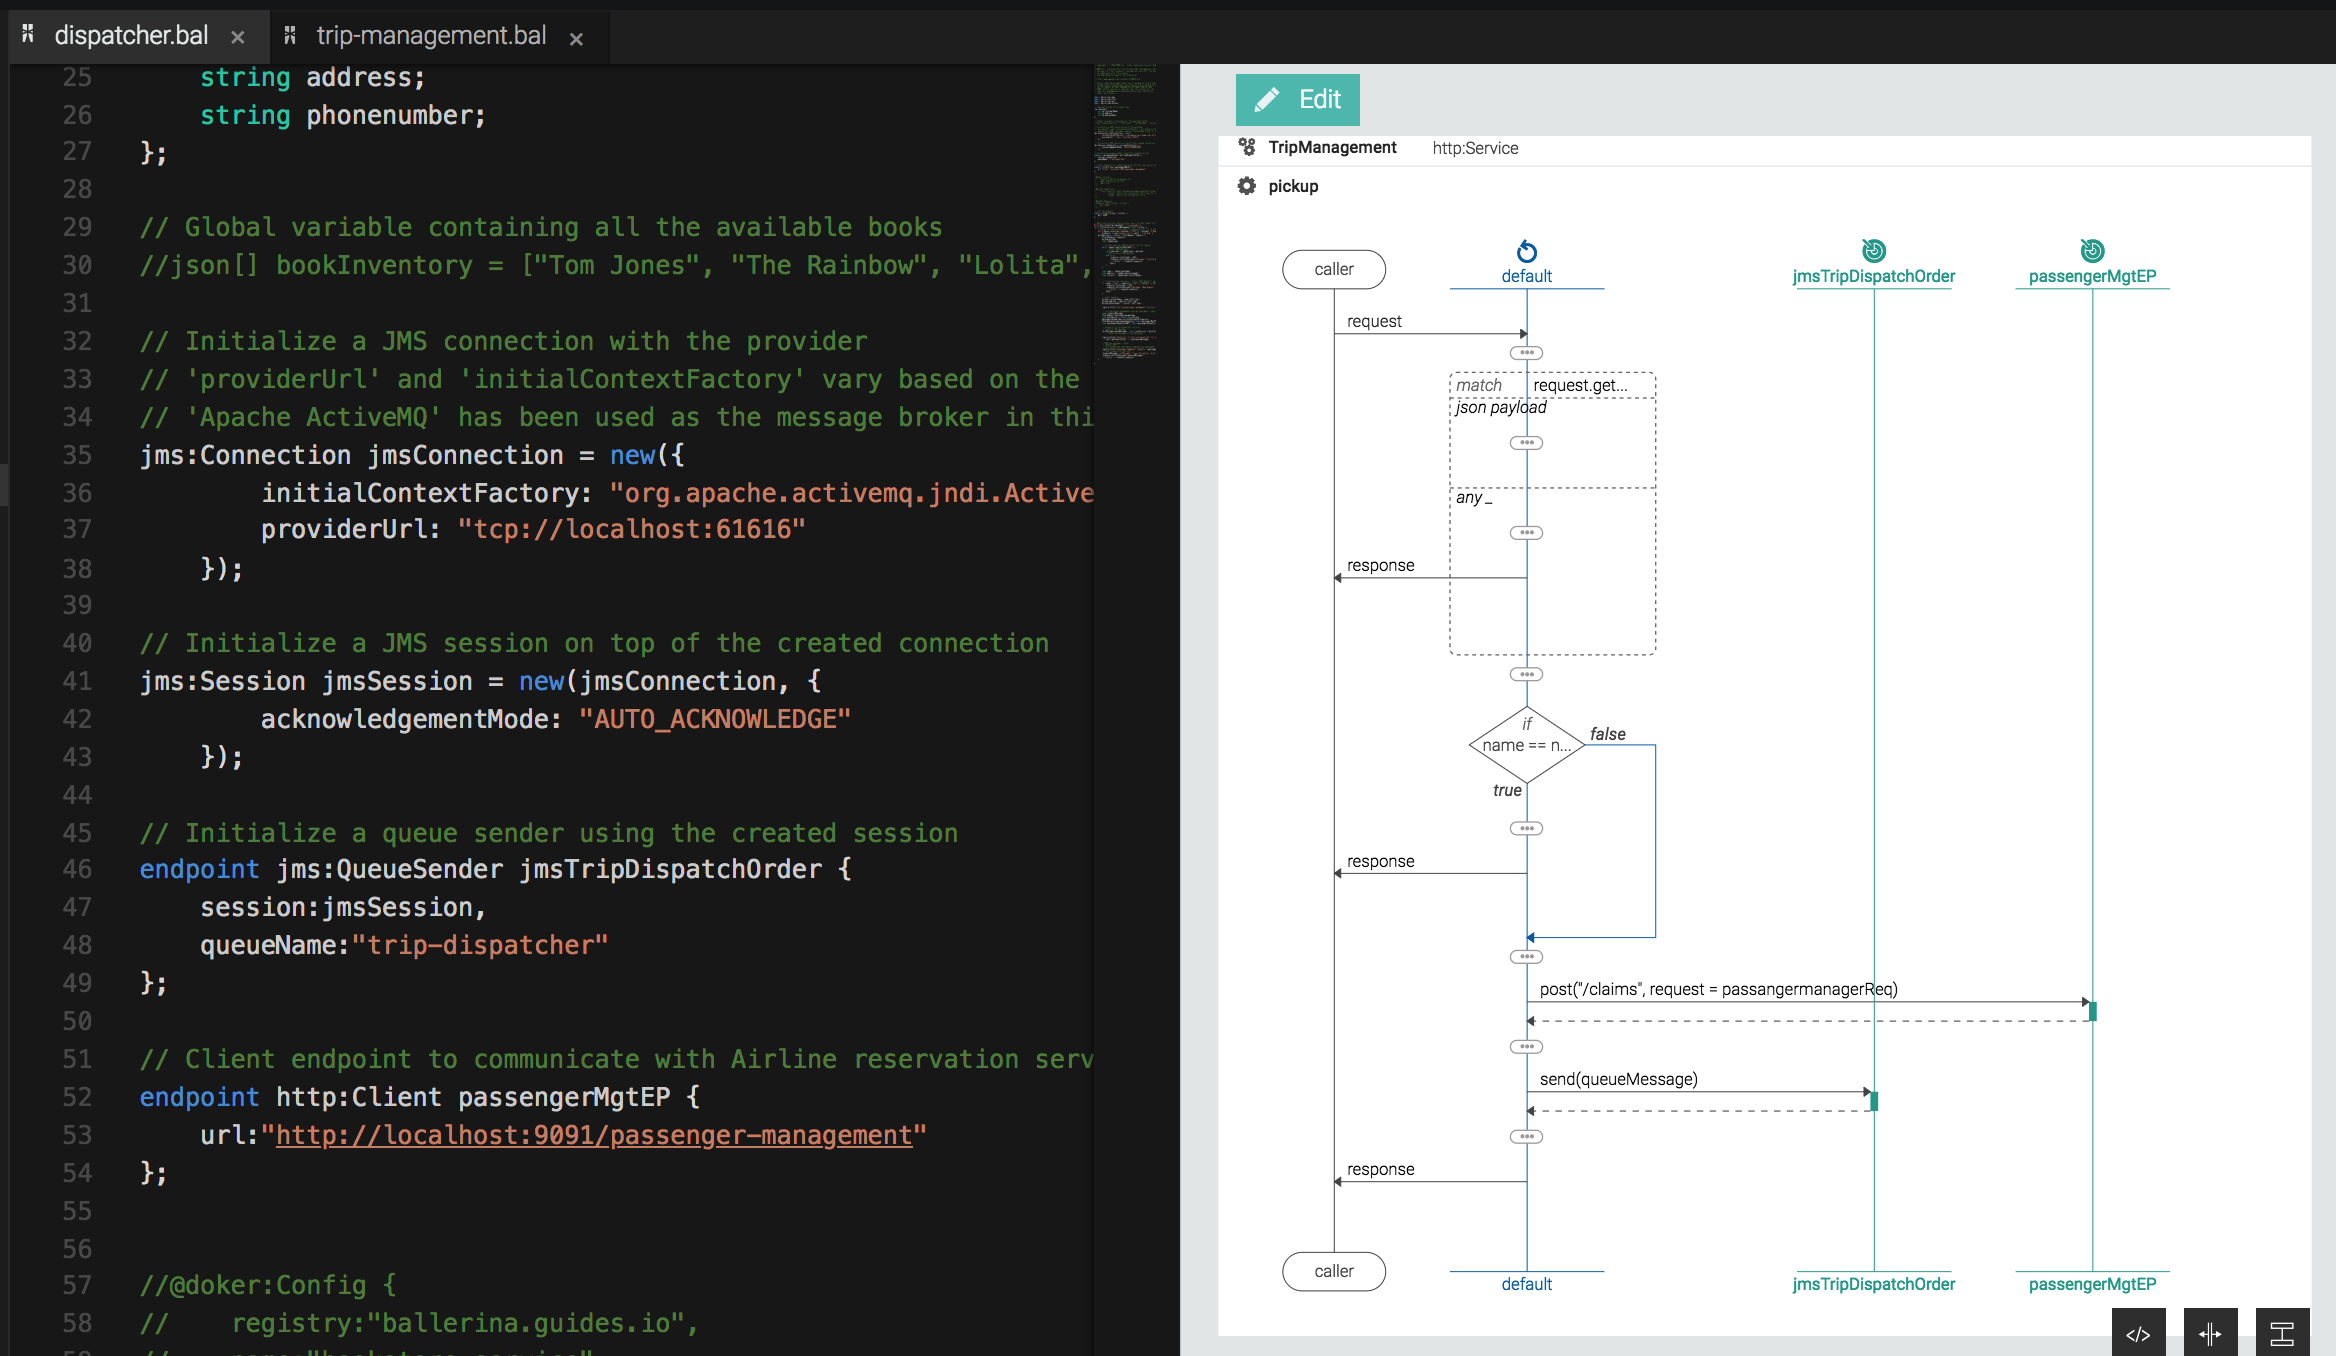 dispatcher.bal × trip-management.bal ×
25 string address;
26 string phonenumber;
27 };
28
29 // Global variable containing all the available books
30 //json[] bookInventory = ["Tom Jones", "The Rainbow", "Lolita",
31
32 // Initialize a JMS connection with the provider
33 // 'providerUrl' and 'initialContextFactory' vary based on the
34 // 'Apache ActiveMQ' has been used as the message broker in thi
35 jms:Connection jmsConnection = new({
36 initialContextFactory: "org.apache.activemq.jndi.Active
37 providerUrl: "tcp://localhost:61616"
38 });
39
40 // Initialize a JMS session on top of the created connection
41 jms:Session jmsSession = new(jmsConnection, {
42 acknowledgementMode: "AUTO_ACKNOWLEDGE"
43 });
44
45 // Initialize a queue sender using the created session
46 endpoint jms:QueueSender jmsTripDispatchOrder {
47 session:jmsSession,
48 queueName:"trip-dispatcher"
49 };
50
51 // Client endpoint to communicate with Airline reservation serv
52 endpoint http:Client passengerMgtEP {
53 url:"http://localhost:9091/passenger-management"
54 };
55
56
57 //@doker:Config {
58 // registry:"ballerina.guides.io",
Edit
TripManagement http:Service
pickup
caller
default
jmsTripDispatchOrder
passengerMgtEP
request
match request.get...
json payload
any _
response
if
name == n...
false
true
response
post("/claims", request = passangermanagerReq)
send(queueMessage)
response
caller
default
jmsTripDispatchOrder
passengerMgtEP